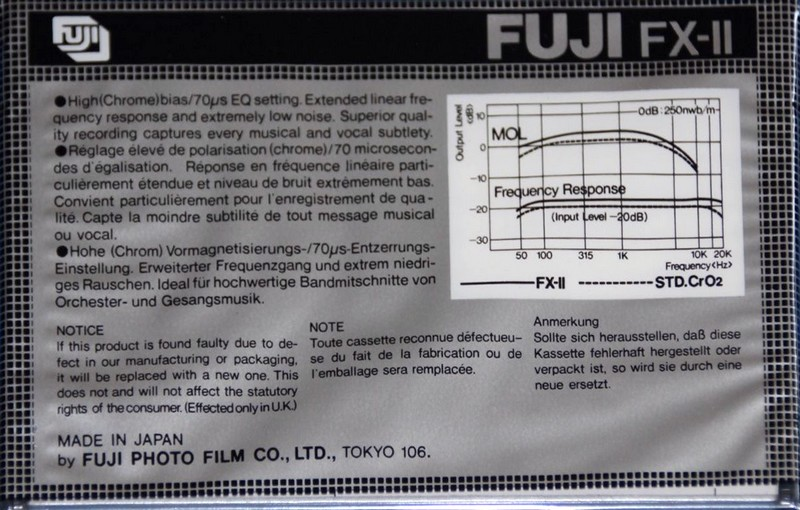 FUJI
FUJI FX-II
●High(Chrome)bias/70µs EQ setting. Extended linear fre-
quency response and extremely low noise. Superior qual-
ity recording captures every musical and vocal subtlety.
●Réglage élevé de polarisation (chrome)/70 microsecon-
des d'égalisation. Réponse en fréquence linéaire parti-
culièrement étendue et niveau de bruit extrêmement bas.
Convient particulièrement pour l'enregistrement de qua-
lité. Capte la moindre subtilité de tout message musical
ou vocal.
●Hohe (Chrom) Vormagnetisierungs-/70µs-Entzerrungs-
Einstellung. Erweiterter Frequenzgang und extrem niedri-
ges Rauschen. Ideal für hochwertige Bandmitschnitte von
Orchester- und Gesangsmusik.
Output Level (dB)
10
0
-10
-20
-30
0dB:250nwb/m
MOL
Frequency Response
(Input Level -20dB)
50 100 315 1K 10K 20K
Frequency(Hz)
FX-II STD.CrO2
NOTICE
If this product is found faulty due to de-
fect in our manufacturing or packaging,
it will be replaced with a new one. This
does not and will not affect the statutory
rights of the consumer. (Effected only in U.K.)
NOTE
Toute cassette reconnue défectueu-
se du fait de la fabrication ou de
l'emballage sera remplacée.
Anmerkung
Sollte sich herausstellen, daß diese
Kassette fehlerhaft hergestellt oder
verpackt ist, so wird sie durch eine
neue ersetzt.
MADE IN JAPAN
by FUJI PHOTO FILM CO., LTD., TOKYO 106.